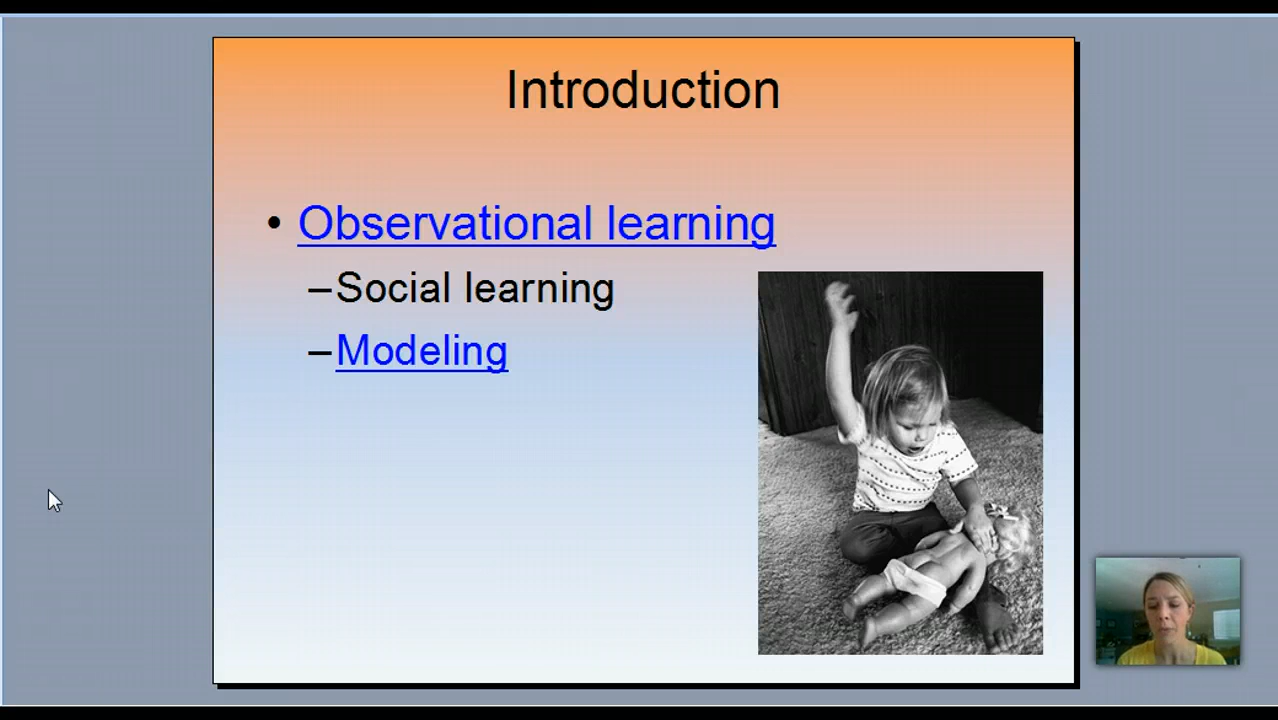 Introduction
• Observational learning
–Social learning
–Modeling